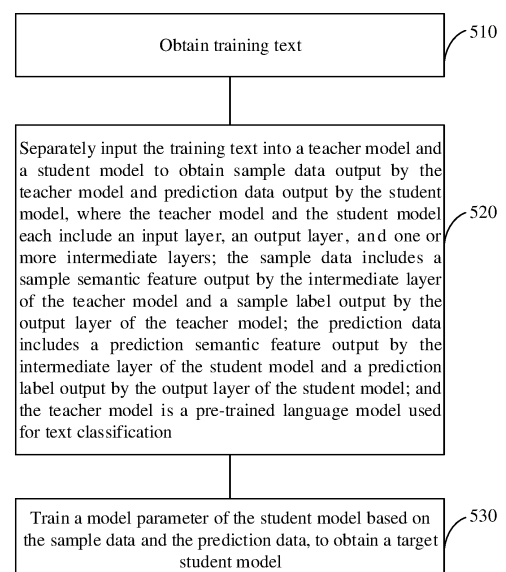 Obtain training text
510
Separately input the training text into a teacher model and
a student model to obtain sample data output by the
teacher model and prediction data output by the student
model, where the teacher model and the student model
each include an input layer, an output layer, and one or
more intermediate layers; the sample data includes a
sample semantic feature output by the intermediate layer
of the teacher model and a sample label output by the
output layer of the teacher model; the prediction data
includes a prediction semantic feature output by the
intermediate layer of the student model and a prediction
label output by the output layer of the student model; and
the teacher model is a pre-trained language model used
for text classification
520
Train a model parameter of the student model based on
the sample data and the prediction data, to obtain a target
student model
530